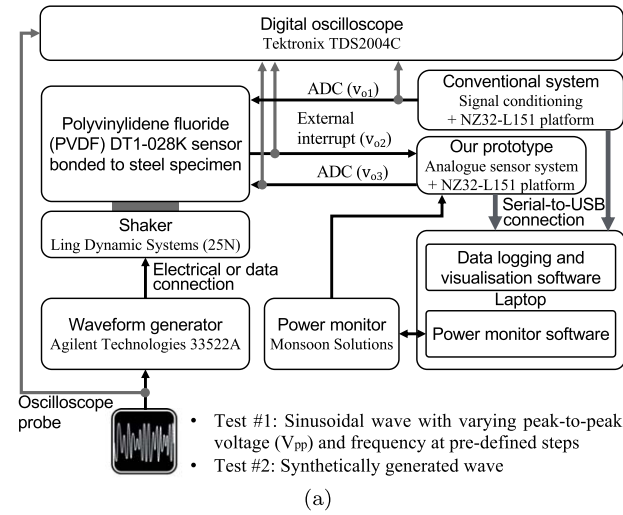 Digital oscilloscope
Tektronix TDS2004C
ADC (vo1)
Conventional system
Signal conditioning
+ NZ32-L151 platform
Polyvinylidene fluoride
(PVDF) DT1-028K sensor
bonded to steel specimen
External
interrupt (vo2)
Our prototype
Analogue sensor system
+ NZ32-L151 platform
ADC (vo3)
Serial-to-USB
connection
Shaker
Ling Dynamic Systems (25N)
Data logging and
visualisation software
Laptop
Power monitor software
Electrical or data
connection
Waveform generator
Agilent Technologies 33522A
Power monitor
Monsoon Solutions
Oscilloscope
probe
• Test #1: Sinusoidal wave with varying peak-to-peak
voltage (Vpp) and frequency at pre-defined steps
• Test #2: Synthetically generated wave
(a)